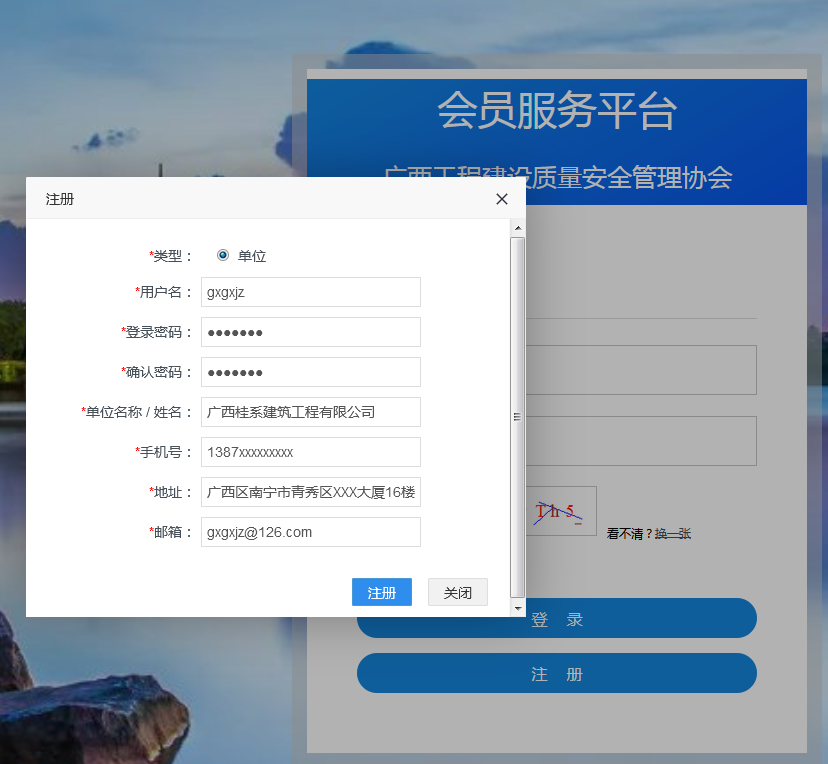 会员服务平台
广西工程建设质量安全管理协会
注册
*类型： 单位
*用户名： gxgxjz
*登录密码： ●●●●●●●
*确认密码： ●●●●●●●
*单位名称 / 姓名： 广西桂系建筑工程有限公司
*手机号： 1387xxxxxxxxx
*地址： 广西区南宁市青秀区XXX大厦16楼
*邮箱： gxgxjz@126.com
注册 关闭
Th5_
看不清？换一张
登 录
注 册